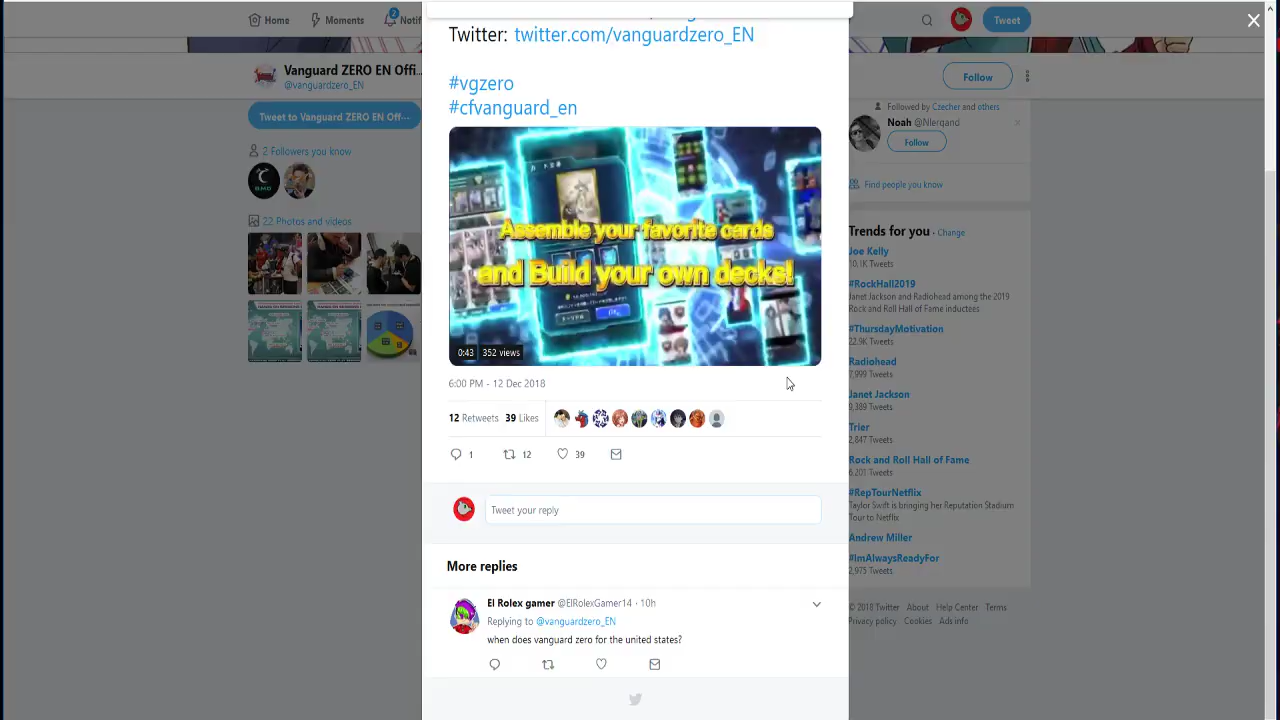 Home
Moments
2
Notif
Tweet
Twitter: twitter.com/vanguardzero_EN
#vgzero
#cfvanguard_en
Vanguard ZERO EN Offi...
@vanguardzero_EN
Tweet to Vanguard ZERO EN Off---
2 Followers you know
BMD
22 Photos and videos
Assemble your favorite cards
and Build your own decks!
0:43 352 views
6:00 PM - 12 Dec 2018
12 Retweets 39 Likes
1 12 39
Tweet your reply
More replies
El Rolex gamer @ElRolexGamer14 · 10h
Replying to @vanguardzero_EN
when does vanguard zero for the united states?
Follow
Followed by Czecher and others
Noah @Nlergand
Follow
Find people you know
Trends for you · Change
Joe Kelly
10.1K Tweets
#RockHall2019
Janet Jackson and Radiohead among the 2019
Rock and Roll Hall of Fame inductees
#ThursdayMotivation
22.9K Tweets
Radiohead
7,999 Tweets
Janet Jackson
9,389 Tweets
Trier
2,847 Tweets
Rock and Roll Hall of Fame
6,201 Tweets
#RepTourNetflix
Taylor Swift is bringing her Reputation Stadium
Tour to Netflix
Andrew Miller
#ImAlwaysReadyFor
2,975 Tweets
© 2018 Twitter About Help Center Terms
Privacy policy Cookies Ads info